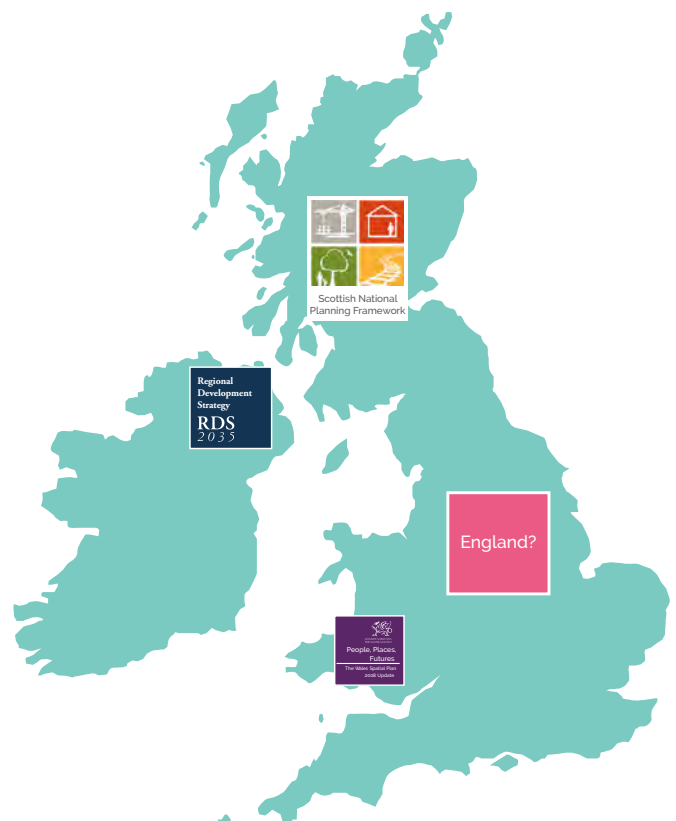 Scottish National
Planning Framework
Regional
Development
Strategy
RDS
2035
England?
People, Places,
Futures
The Wales Spatial Plan
2008 Update